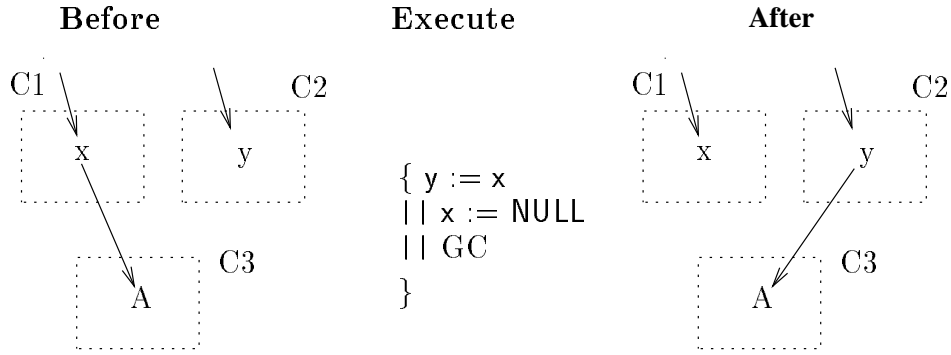 Before Execute After
C1 C2 C1 C2
x y x y
{ y := x
|| x := NULL
|| GC
}
C3 C3
A A